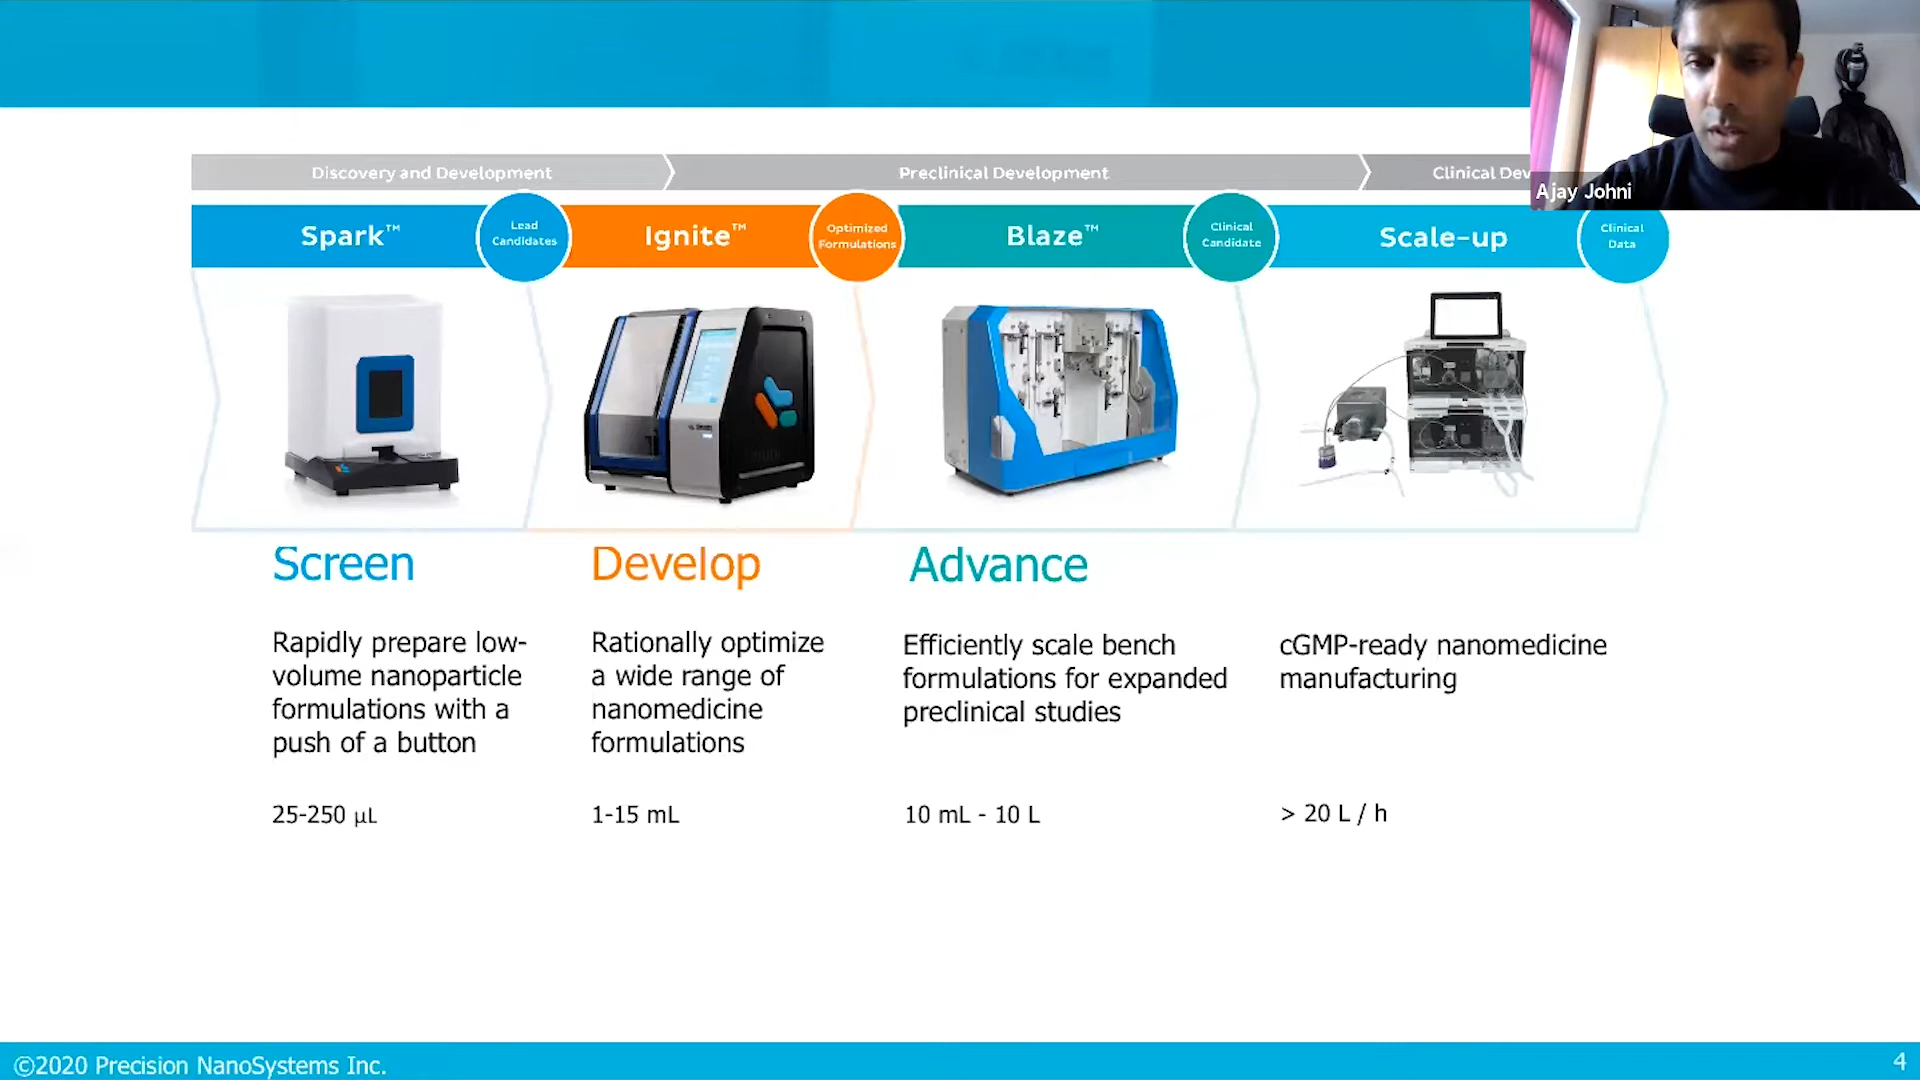 Ajay Johni
Discovery and Development
Preclinical Development
Clinical Dev
Spark™
Lead
Candidates
Ignite™
Optimized
Formulations
Blaze™
Clinical
Candidate
Scale-up
Clinical
Data
Screen
Rapidly prepare low-
volume nanoparticle
formulations with a
push of a button
25-250 µL
Develop
Rationally optimize
a wide range of
nanomedicine
formulations
1-15 mL
Advance
Efficiently scale bench
formulations for expanded
preclinical studies
10 mL - 10 L
cGMP-ready nanomedicine
manufacturing
> 20 L / h
©2020 Precision NanoSystems Inc.
4